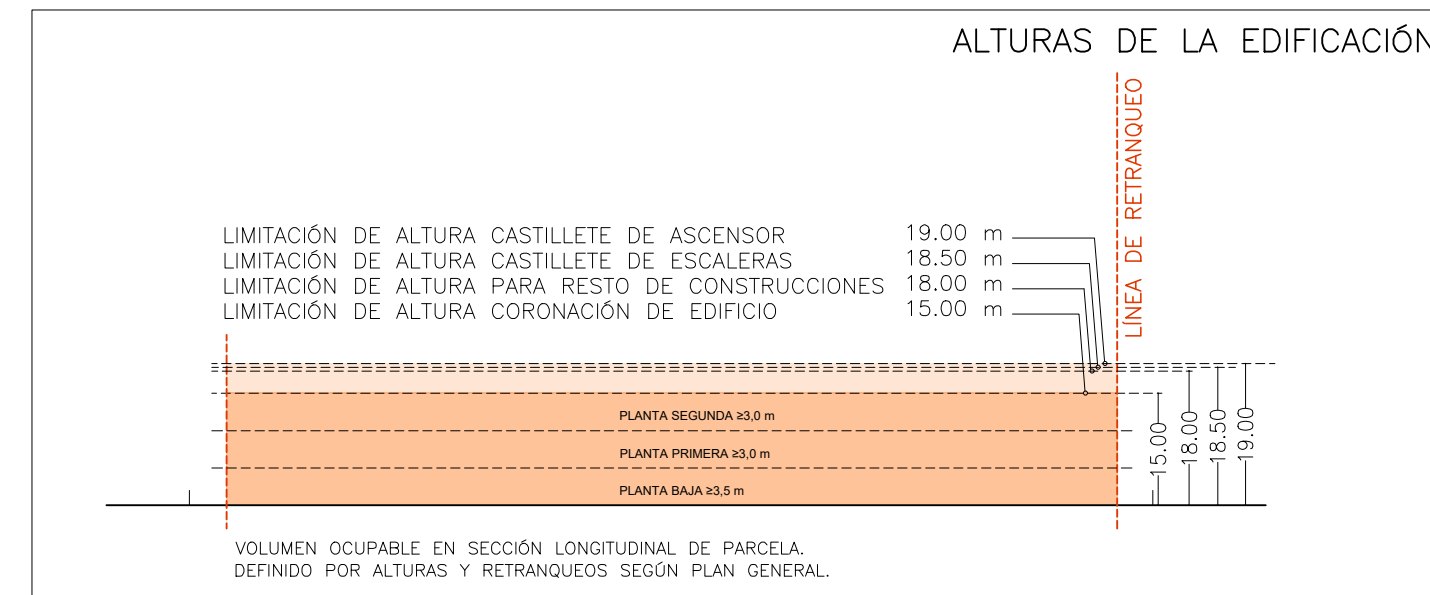 ALTURAS DE LA EDIFICACIÓN
LÍNEA DE RETRANQUEO
LIMITACIÓN DE ALTURA CASTILLETE DE ASCENSOR 19.00 m
LIMITACIÓN DE ALTURA CASTILLETE DE ESCALERAS 18.50 m
LIMITACIÓN DE ALTURA PARA RESTO DE CONSTRUCCIONES 18.00 m
LIMITACIÓN DE ALTURA CORONACIÓN DE EDIFICIO 15.00 m
PLANTA SEGUNDA ≥3,0 m
PLANTA PRIMERA ≥3,0 m
PLANTA BAJA ≥3,5 m
15.00
18.00
18.50
19.00
VOLUMEN OCUPABLE EN SECCIÓN LONGITUDINAL DE PARCELA.
DEFINIDO POR ALTURAS Y RETRANQUEOS SEGÚN PLAN GENERAL.